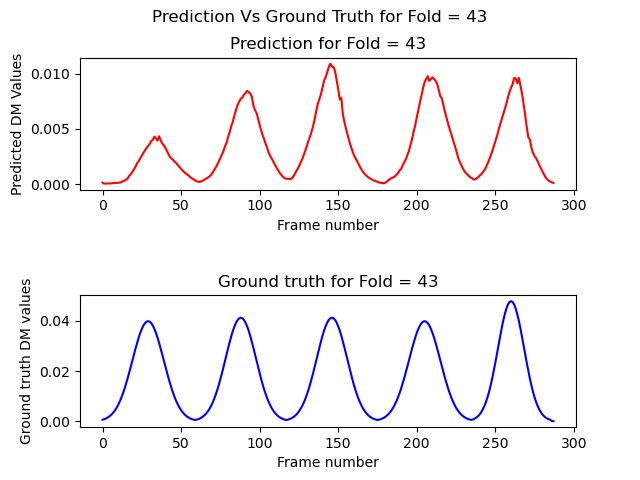 Prediction Vs Ground Truth for Fold = 43
Prediction for Fold = 43
Predicted DM Values
0.010
0.005
0.000
0 50 100 150 200 250 300
Frame number
Ground truth for Fold = 43
Ground truth DM values
0.04
0.02
0.00
0 50 100 150 200 250 300
Frame number